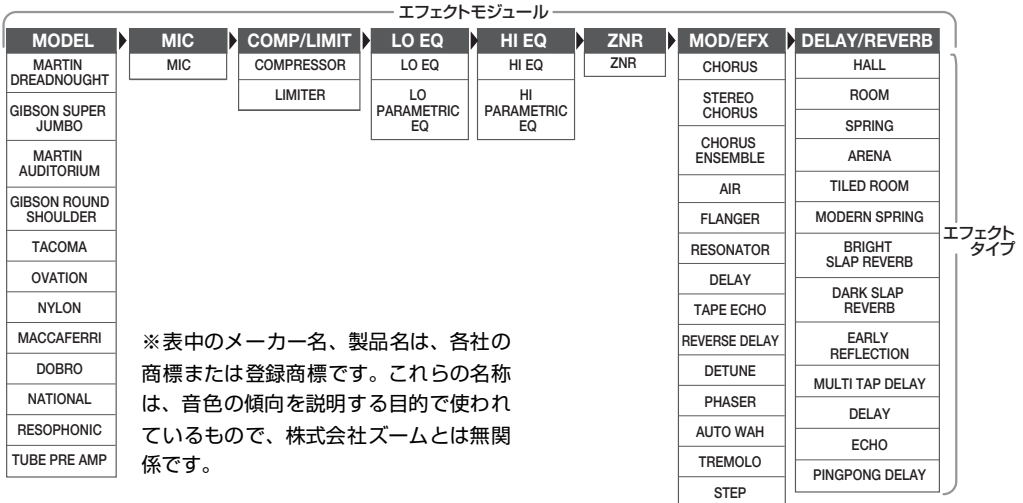 エフェクトモジュール
MODEL
MARTIN
DREADNOUGHT
GIBSON SUPER
JUMBO
MARTIN
AUDITORIUM
GIBSON ROUND
SHOULDER
TACOMA
OVATION
NYLON
MACCAFERRI
DOBRO
NATIONAL
RESOPHONIC
TUBE PRE AMP
MIC
MIC
COMP/LIMIT
COMPRESSOR
LIMITER
LO EQ
LO EQ
LO
PARAMETRIC
EQ
HI EQ
HI EQ
HI
PARAMETRIC
EQ
ZNR
ZNR
MOD/EFX
CHORUS
STEREO
CHORUS
CHORUS
ENSEMBLE
AIR
FLANGER
RESONATOR
DELAY
TAPE ECHO
REVERSE DELAY
DETUNE
PHASER
AUTO WAH
TREMOLO
STEP
DELAY/REVERB
HALL
ROOM
SPRING
ARENA
TILED ROOM
MODERN SPRING
BRIGHT
SLAP REVERB
DARK SLAP
REVERB
EARLY
REFLECTION
MULTI TAP DELAY
DELAY
ECHO
PINGPONG DELAY
エフェクト
タイプ
※表中のメーカー名、製品名は、各社の
商標または登録商標です。これらの名称
は、音色の傾向を説明する目的で使われ
ているもので、株式会社ズームとは無関
係です。